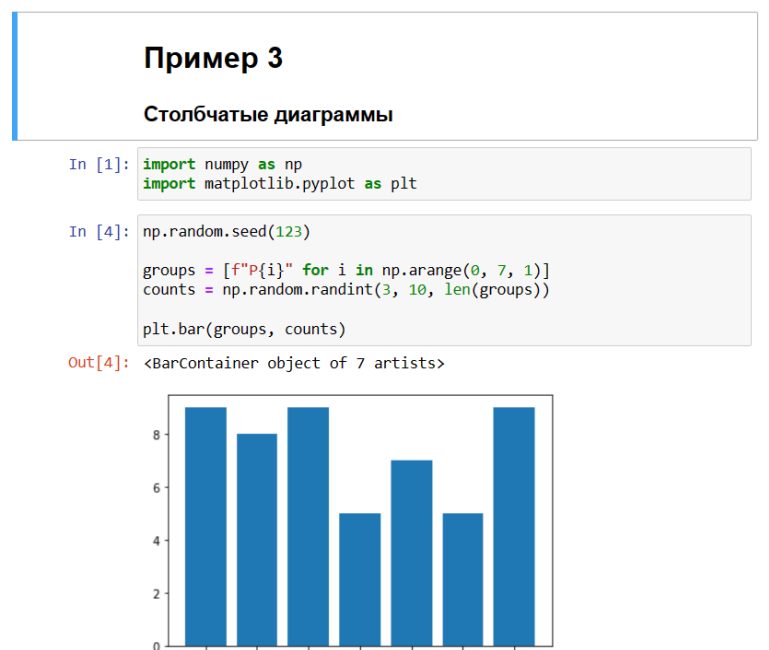 Пример 3
Столбчатые диаграммы
In [1]: import numpy as np
import matplotlib.pyplot as plt
In [4]: np.random.seed(123)
groups = [f"P{i}" for i in np.arange(0, 7, 1)]
counts = np.random.randint(3, 10, len(groups))
plt.bar(groups, counts)
Out[4]: <BarContainer object of 7 artists>
8
6
4
2
0